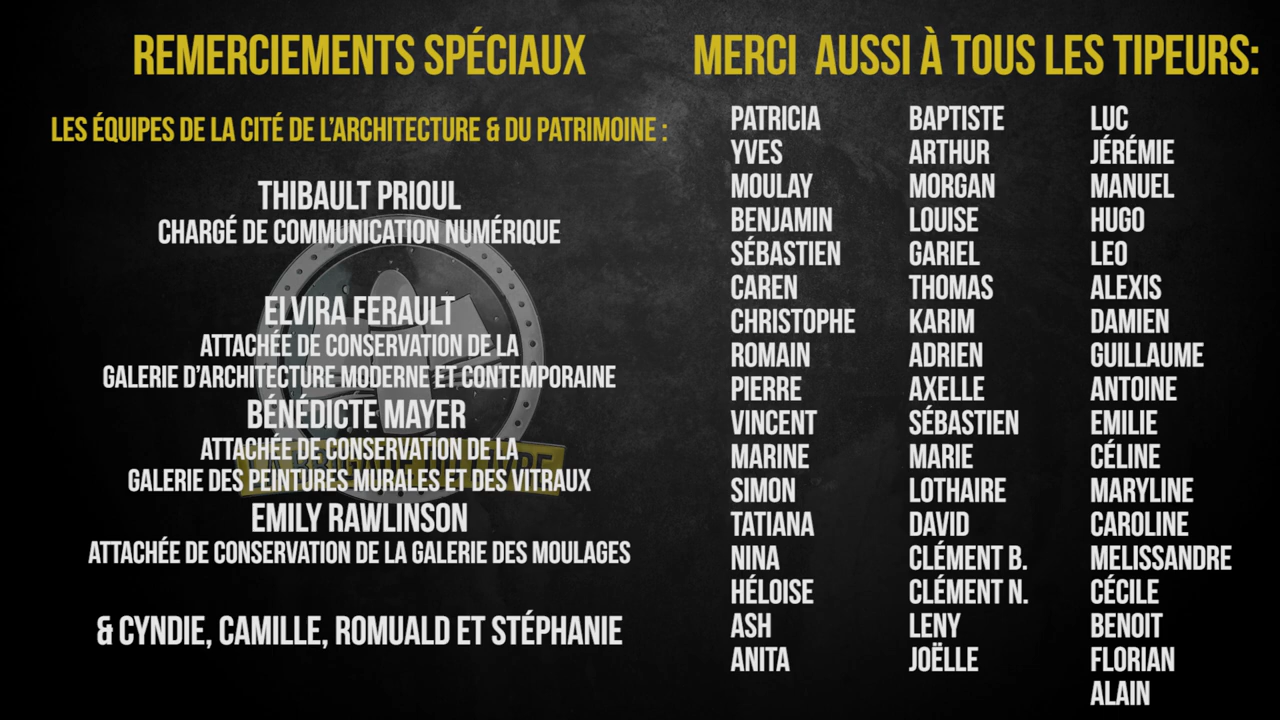 REMERCIEMENTS SPÉCIAUX
LES ÉQUIPES DE LA CITÉ DE L'ARCHITECTURE & DU PATRIMOINE :
THIBAULT PRIOUL
CHARGÉ DE COMMUNICATION NUMÉRIQUE
ELVIRA FERAULT
ATTACHÉE DE CONSERVATION DE LA
GALERIE D'ARCHITECTURE MODERNE ET CONTEMPORAINE
BÉNÉDICTE MAYER
ATTACHÉE DE CONSERVATION DE LA
GALERIE DES PEINTURES MURALES ET DES VITRAUX
EMILY RAWLINSON
ATTACHÉE DE CONSERVATION DE LA GALERIE DES MOULAGES
& CYNDIE, CAMILLE, ROMUALD ET STÉPHANIE
MERCI AUSSI À TOUS LES TIPEURS:
PATRICIA
YVES
MOULAY
BENJAMIN
SÉBASTIEN
CAREN
CHRISTOPHE
ROMAIN
PIERRE
VINCENT
MARINE
SIMON
TATIANA
NINA
HÉLOISE
ASH
ANITA
BAPTISTE
ARTHUR
MORGAN
LOUISE
GARIEL
THOMAS
KARIM
ADRIEN
AXELLE
SÉBASTIEN
MARIE
LOTHAIRE
DAVID
CLÉMENT B.
CLÉMENT N.
LENY
JOËLLE
LUC
JÉRÉMIE
MANUEL
HUGO
LEO
ALEXIS
DAMIEN
GUILLAUME
ANTOINE
EMILIE
CÉLINE
MARYLINE
CAROLINE
MELISSANDRE
CÉCILE
BENOIT
FLORIAN
ALAIN